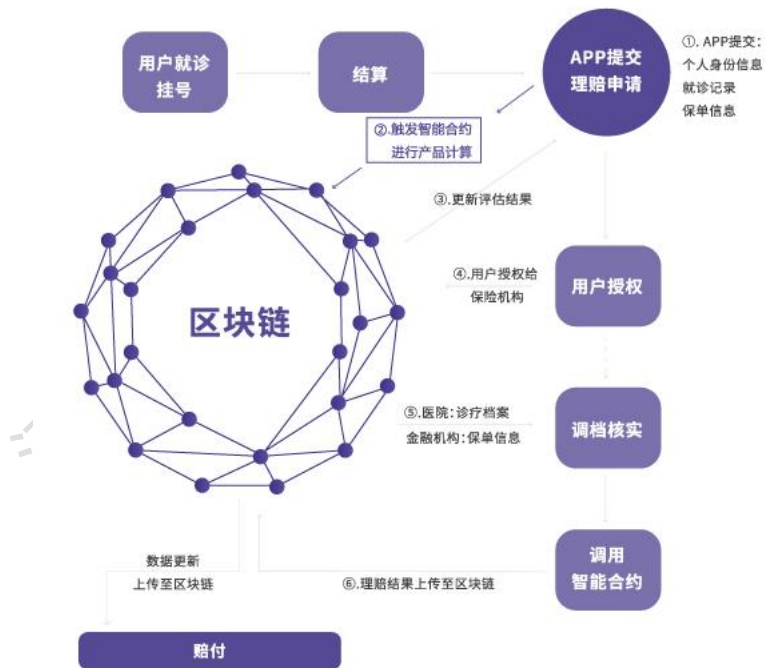 用户就诊
挂号
结算
APP提交
理赔申请
①. APP提交：
个人身份信息
就诊记录
保单信息
②.触发智能合约
进行产品计算
③.更新评估结果
④.用户授权给
保险机构
用户授权
区块链
⑤.医院：诊疗档案
金融机构：保单信息
调档核实
调用
智能合约
数据更新
上传至区块链
⑥.理赔结果上传至区块链
赔付